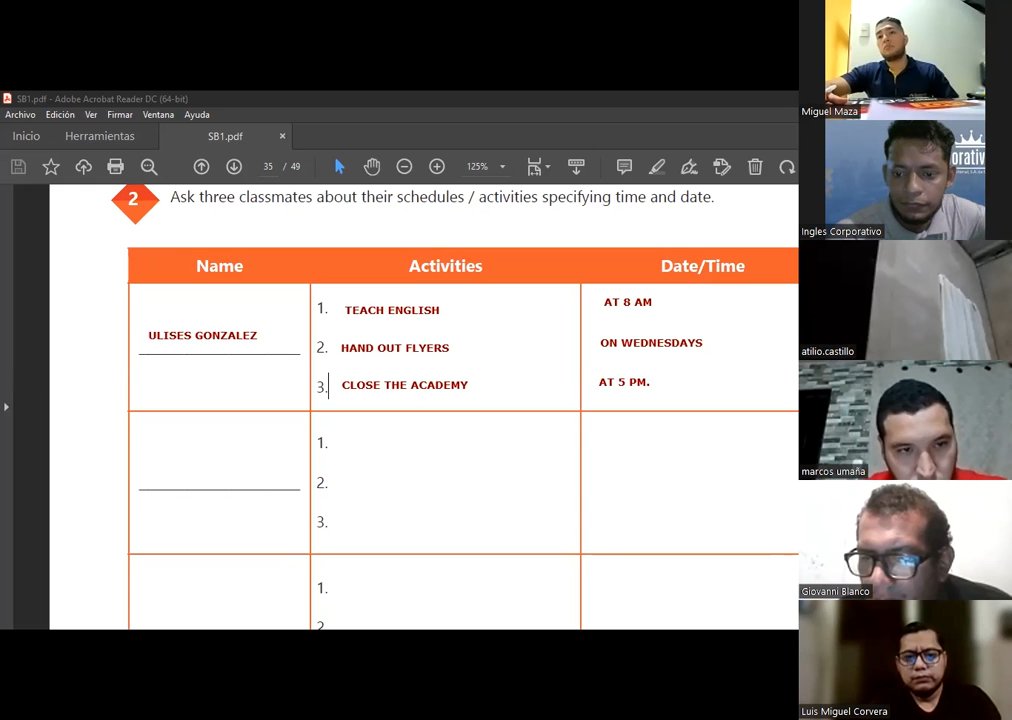 SB1.pdf - Adobe Acrobat Reader DC (64-bit)
Archivo Edición Ver Firmar Ventana Ayuda
Inicio Herramientas SB1.pdf ×
35 / 49 125%
2 Ask three classmates about their schedules / activities specifying time and date.
Name Activities Date/Time
ULISES GONZALEZ
1. TEACH ENGLISH AT 8 AM
2. HAND OUT FLYERS ON WEDNESDAYS
3. CLOSE THE ACADEMY AT 5 PM.
1.
2.
3.
1.
2
Miguel Maza
Ingles Corporativo
atilio.castillo
marcos umaña
Giovanni Blanco
Luis Miguel Corvera